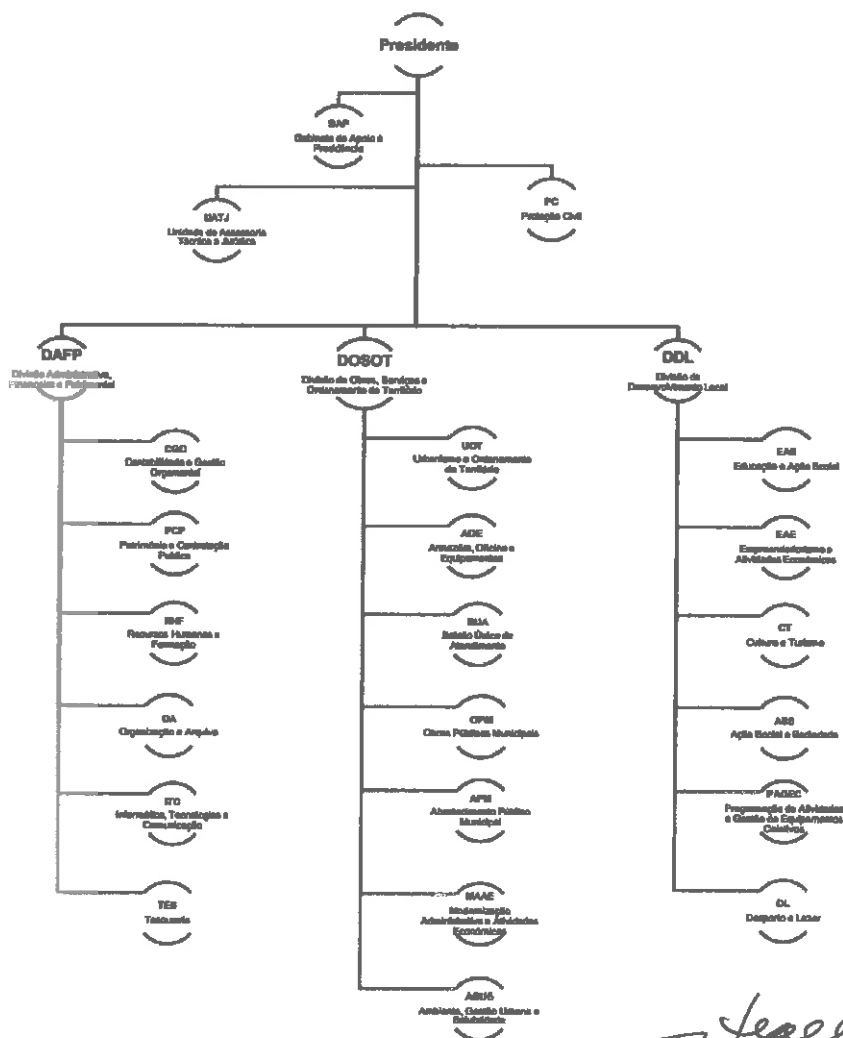 Presidente
GAP
Gabinete de Apoio à
Presidência
PC
Proteção Civil
UATJ
Unidade de Assessoria
Técnica e Jurídica
DAFP
Divisão Administrativa,
Financeira e Patrimonial
DOSOT
Divisão de Obras, Serviços e
Ordenamento do Território
DDL
Divisão de
Desenvolvimento Local
CGO
Contabilidade e Gestão
Orçamental
PCP
Património e Contratação
Pública
RHF
Recursos Humanos e
Formação
OA
Organização e Arquivo
ITC
Informática, Tecnologias e
Comunicação
TES
Tesouraria
UOT
Urbanismo e Ordenamento
do Território
AOE
Armazéns, Oficina e
Equipamentos
BUA
Balcão Único de
Atendimento
OPM
Obras Públicas Municipais
APM
Abastecimento Público
Municipal
MAAE
Modernização
Administrativa e Atividades
Económicas
Ambiente, Gestão Urbana e
Salubridade
Educação e Ação Social
EAE
Empreendedorismo e
Atividades Económicas
CT
Cultura e Turismo
ASS
Ação Social e Sociedade
PAGEC
Programação de Atividades
e Gestão de Equipamentos
Coletivos
DL
Desporto e Lazer